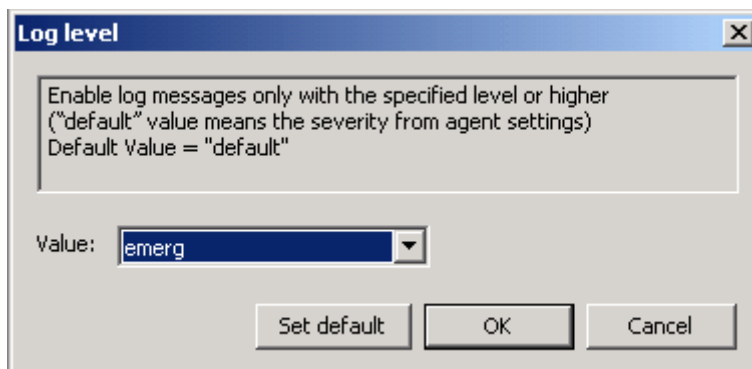 Log level
Enable log messages only with the specified level or higher
("default" value means the severity from agent settings)
Default Value = "default"
Value: emerg
Set default OK Cancel